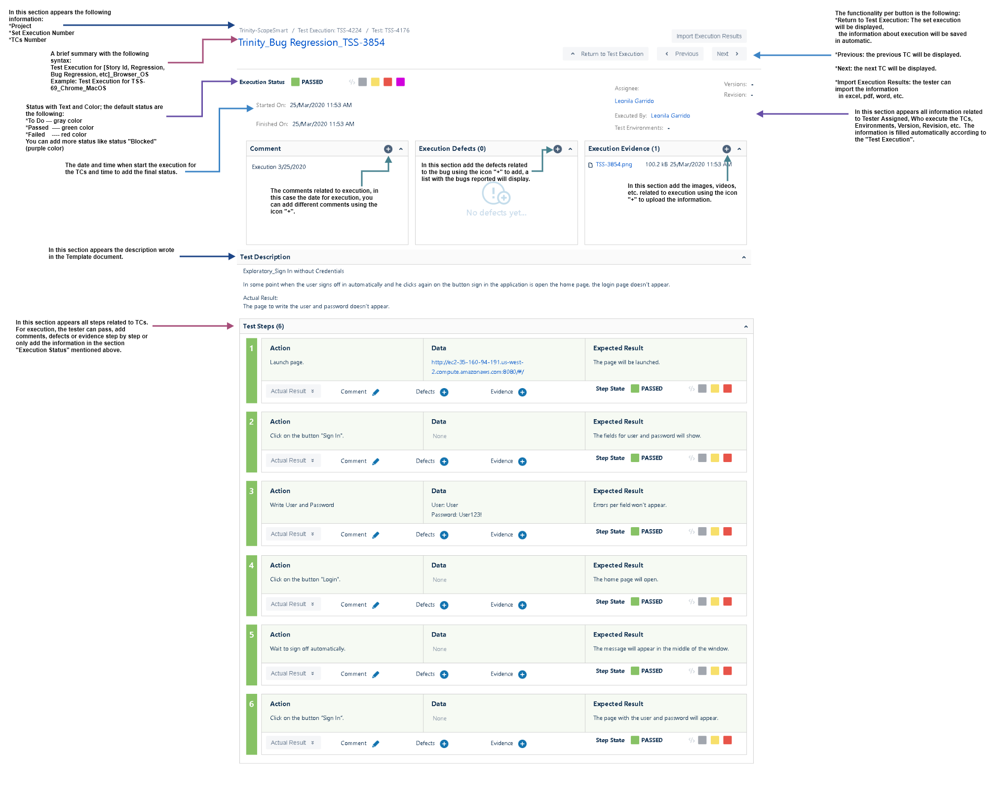 In this section appears the following
information:
*Project
*Set Execution Number
*TCs Number
A brief summary with the following
syntax:
Test Execution for [Story Id, Regression,
Bug Regression, etc]_Browser_OS
Example: Test Execution for TSS-
69_Chrome_MacOS
Status with Text and Color; the default status are
the following:
*To Do --- gray color
*Passed ---- green color
*Failed ---- red color
You can add more status like status "Blocked"
(purple color)
The date and time when start the execution for
the TCs and time to add the final status.
Trinity-ScopeSmart / Test Execution: TSS-4224 / Test: TSS-4176
Trinity_Bug Regression_TSS-3854
Import Execution Results
Return to Test Execution
Previous
Next
The functionality per button is the following:
*Return to Test Execution: The set execution
will be displayed,
the information about execution will be saved
in automatic.
*Previous: the previous TC will be displayed.
*Next: the next TC will be displayed.
*Import Execution Results: the tester can
import the information
in excel, pdf, word, etc.
Execution Status PASSED
Started On: 25/Mar/2020 11:53 AM
Finished On: 25/Mar/2020 11:53 AM
Assignee:
Leonila Garrido
Executed By: Leonila Garrido
Test Environments: -
Versions: -
Revision: -
In this section appears all information related
to Tester Assigned, Who execute the TCs,
Environments, Version, Revision, etc. The
information is filled automatically according to
the "Test Execution".
Comment
Execution 3/25/2020
The comments related to execution, in
this case the date for execution, you
can add different comments using the
icon "+".
Execution Defects (0)
In this section add the defects related
to the bug using the icon "+" to add, a
list with the bugs reported will display.
No defects yet...
Execution Evidence (1)
TSS-3854.png 100.2 kB 25/Mar/2020 11:53 AM
In this section add the images, videos,
etc. related to execution using the icon
"+" to upload the information.
In this section appears the description wrote
in the Template document.
Test Description
Exploratory_Sign In without Credentials
In some point when the user signs off in automatically and he clicks again on the button sign in the application is open the home page, the login page doesn't appear.
Actual Result:
The page to write the user and password doesn't appear.
In this section appears all steps related to TCs.
For execution, the tester can pass, add
comments, defects or evidence step by step or
only add the information in the section
"Execution Status" mentioned above.
Test Steps (6)
1
Action Data Expected Result
Launch page. http://ec2-35-160-94-191.us-west- The page will be launched.
2.compute.amazonaws.com:8080/#/
Actual Result Comment Defects Evidence Step State PASSED </>
2
Action Data Expected Result
Click on the button "Sign In". None The fields for user and password will show.
Actual Result Comment Defects Evidence Step State PASSED </>
3
Action Data Expected Result
Write User and Password User: User Errors per field won't appear.
Password: User123!
Actual Result Comment Defects Evidence Step State PASSED </>
4
Action Data Expected Result
Click on the button "Login". None The home page will open.
Actual Result Comment Defects Evidence Step State PASSED </>
5
Action Data Expected Result
Wait to sign off automatically. None The message will appear in the middle of the window.
Actual Result Comment Defects Evidence Step State PASSED </>
6
Action Data Expected Result
Click on the button "Sign In". None The page with the user and password will appear.
Actual Result Comment Defects Evidence Step State PASSED </>